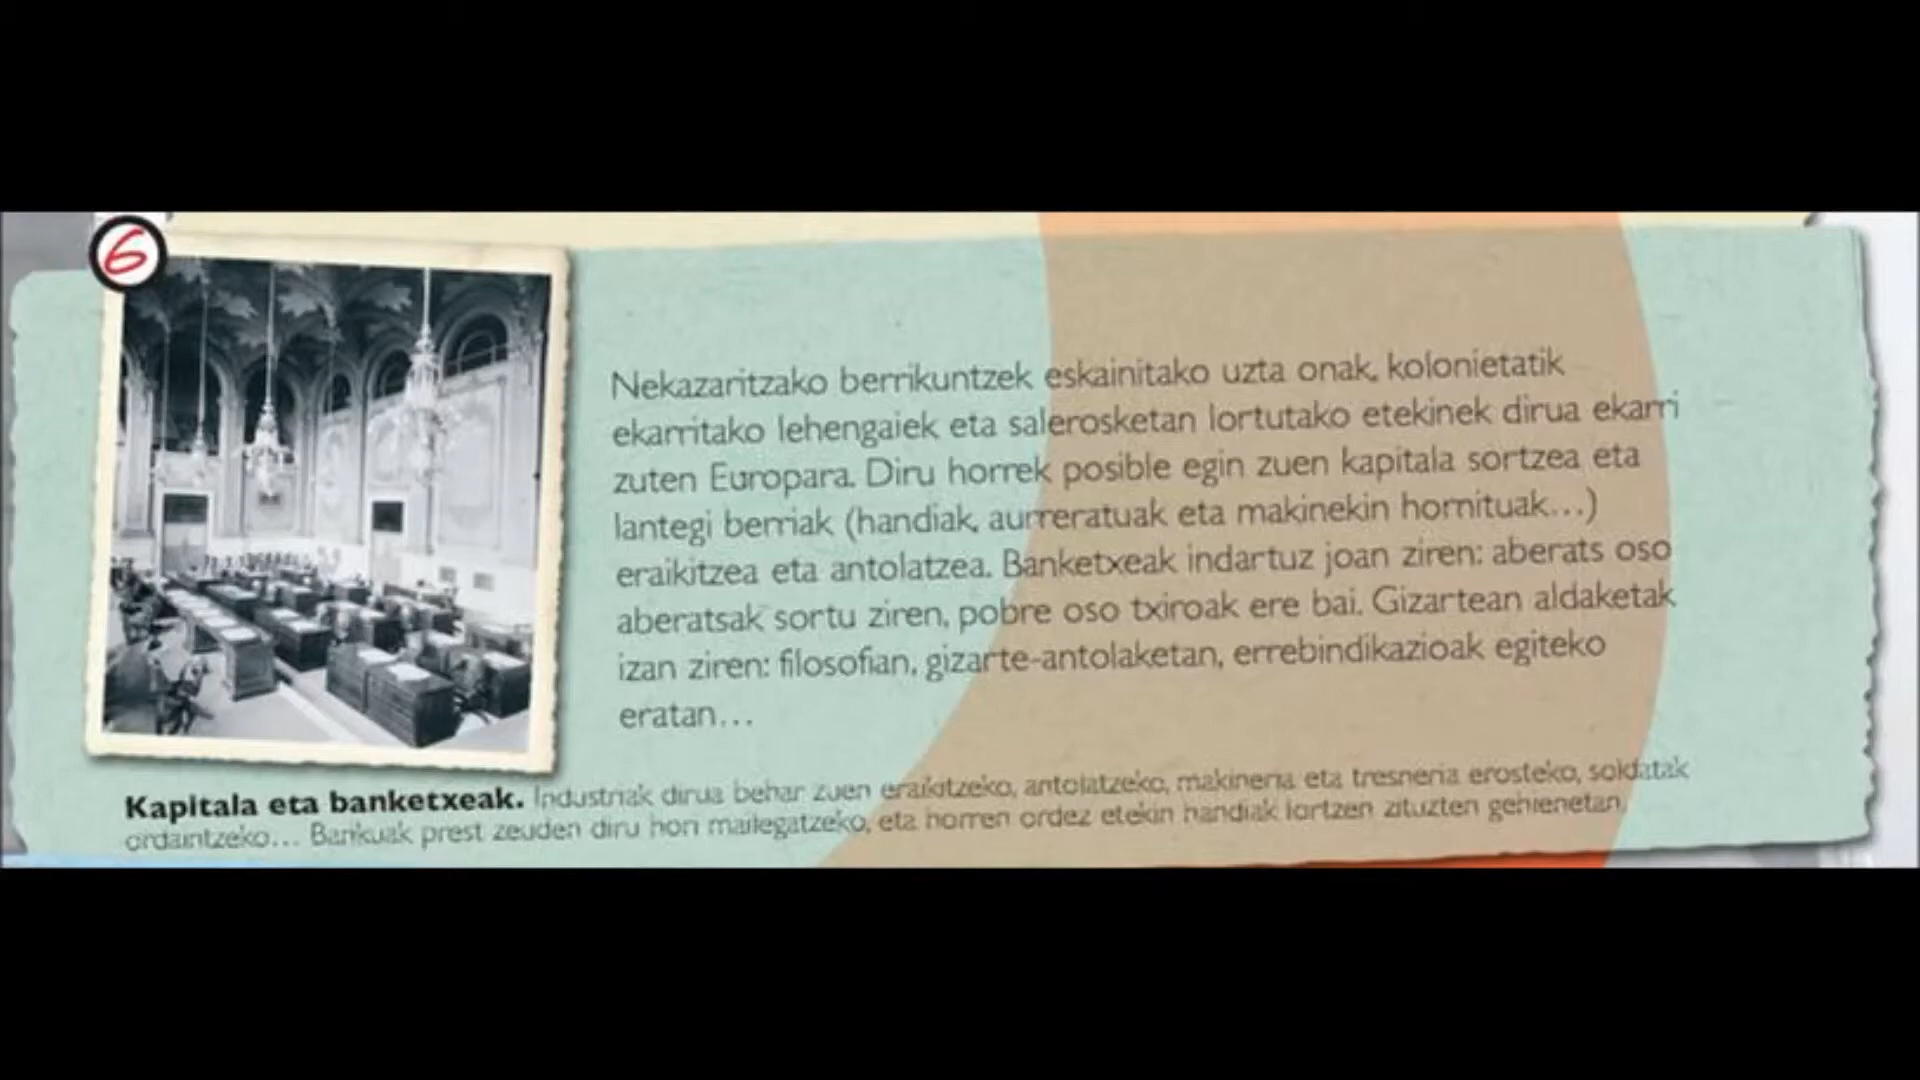 6
Nekazaritzako berrikuntzek eskainitako uzta onak, kolonietatik
ekarritako lehengaiek eta salerosketan lortutako etekinek dirua ekarri
zuten Europara. Diru horrek posible egin zuen kapitala sortzea eta
lantegi berriak (handiak, aurreratuak eta makinekin hornituak...)
eraikitzea eta antolatzea. Banketxeak indartuz joan ziren: aberats oso
aberatsak sortu ziren, pobre oso txiroak ere bai. Gizartean aldaketak
izan ziren: filosofian, gizarte-antolaketan, errebindikazioak egiteko
eratan...
Kapitala eta banketxeak. Industriak dirua behar zuen eraikitzeko, antolatzeko, makineria eta tresneria erosteko, soldatak
ordaintzeko... Bankuak prest zeuden diru hori mailegatzeko, eta horren ordez etekin handiak lortzen zituzten gehienetan.